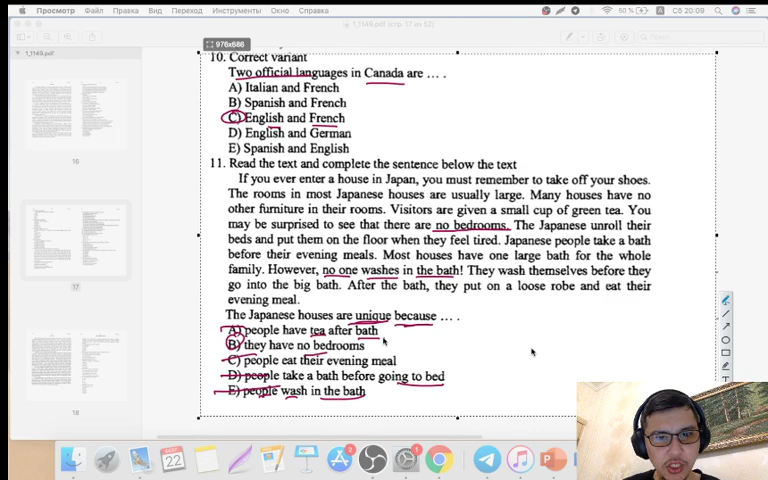 Просмотр Файл Правка Вид Переход Инструменты Окно Справка 50 % Сб 20:09
1_1149.pdf (стр. 17 из 52)
976x686
1_1149.pdf
16
17
18
10. Correct variant
Two official languages in Canada are ... .
A) Italian and French
B) Spanish and French
C) English and French
D) English and German
E) Spanish and English
11. Read the text and complete the sentence below the text
If you ever enter a house in Japan, you must remember to take off your shoes.
The rooms in most Japanese houses are usually large. Many houses have no
other furniture in their rooms. Visitors are given a small cup of green tea. You
may be surprised to see that there are no bedrooms. The Japanese unroll their
beds and put them on the floor when they feel tired. Japanese people take a bath
before their evening meals. Most houses have one large bath for the whole
family. However, no one washes in the bath! They wash themselves before they
go into the big bath. After the bath, they put on a loose robe and eat their
evening meal.
The Japanese houses are unique because ... .
A) people have tea after bath
B) they have no bedrooms
C) people eat their evening meal
D) people take a bath before going to bed
E) people wash in the bath
22